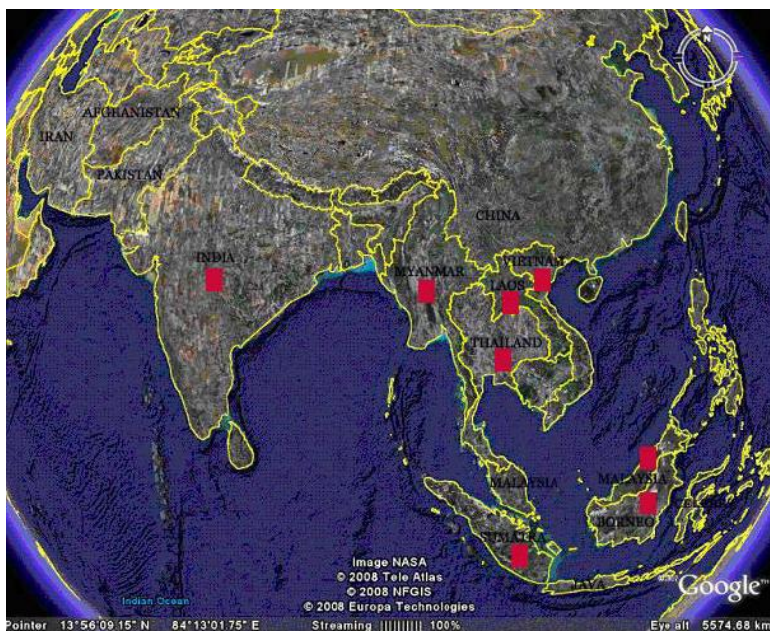 AFGHANISTAN
IRAN
PAKISTAN
CHINA
INDIA
VIETNAM
MYANMAR
LAOS
THAILAND
MALAYSIA
MALAYSIA
BORNEO
SUMATRA
JAVA
Image NASA
© 2008 Tele Atlas
© 2008 NFGIS
© 2008 Europa Technologies
Indian Ocean
Google
Pointer 13°56'09.15" N 84°13'01.75" E Streaming |||||||||| 100% Eye alt 5574.68 km